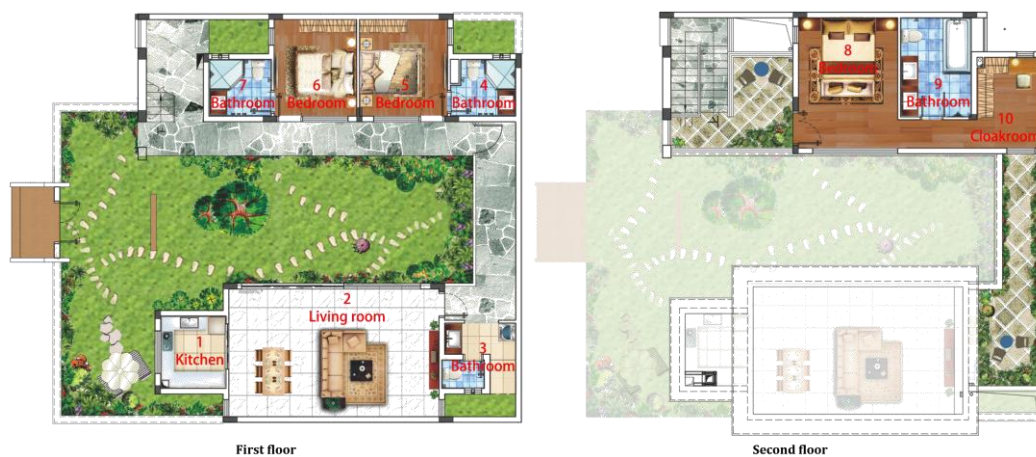 7
Bathroom
6
Bedroom
5
Bedroom
4
Bathroom
2
Living room
1
Kitchen
3
Bathroom
First floor
8
Bedroom
9
Bathroom
10
Cloakroom
Second floor